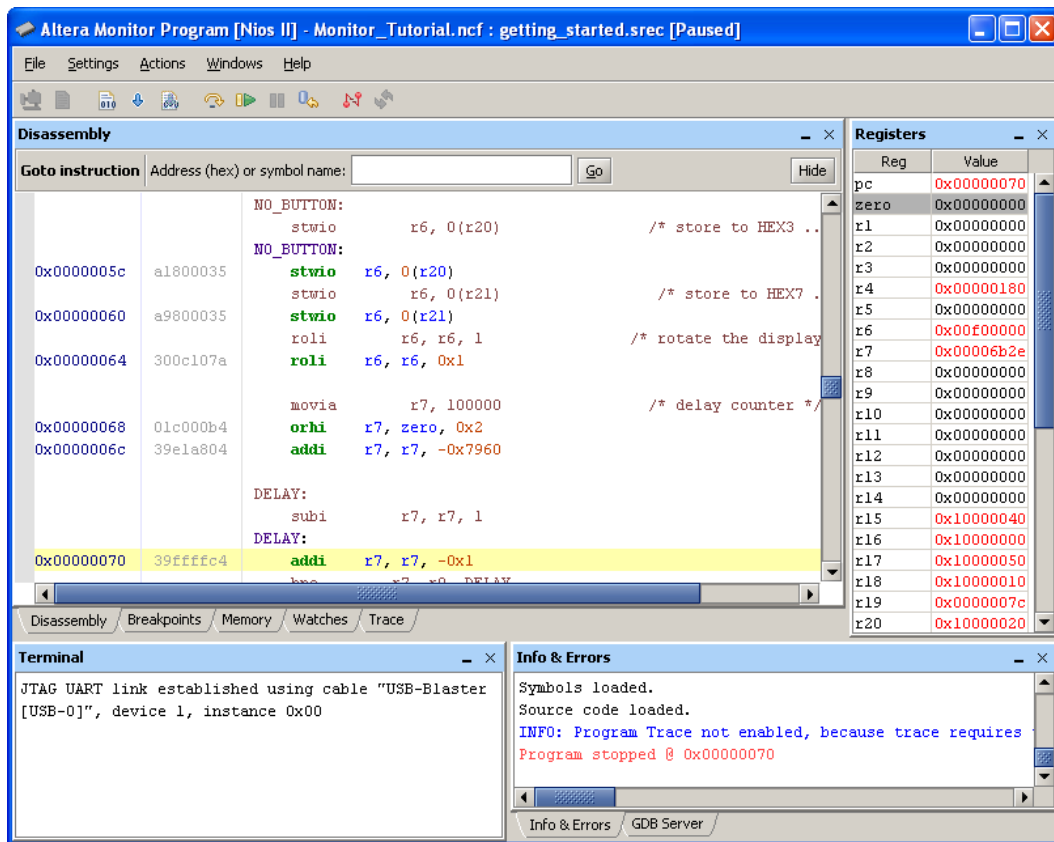 Altera Monitor Program [Nios II] - Monitor_Tutorial.ncf : getting_started.srec [Paused]
File Settings Actions Windows Help
Disassembly
Goto instruction Address (hex) or symbol name: Go Hide
NO_BUTTON:
stwio r6, 0(r20) /* store to HEX3 ..
NO_BUTTON:
0x0000005c a1800035 stwio r6, 0(r20)
stwio r6, 0(r21) /* store to HEX7 .
0x00000060 a9800035 stwio r6, 0(r21)
roli r6, r6, 1 /* rotate the display
0x00000064 300c107a roli r6, r6, 0x1
movia r7, 100000 /* delay counter */
0x00000068 01c000b4 orhi r7, zero, 0x2
0x0000006c 39e1a804 addi r7, r7, -0x7960
DELAY:
subi r7, r7, 1
DELAY:
0x00000070 39ffffc4 addi r7, r7, -0x1
bne r7, r0, DELAY
Disassembly Breakpoints Memory Watches Trace
Registers
Reg Value
pc 0x00000070
zero 0x00000000
r1 0x00000000
r2 0x00000000
r3 0x00000000
r4 0x00000180
r5 0x00000000
r6 0x00f00000
r7 0x00006b2e
r8 0x00000000
r9 0x00000000
r10 0x00000000
r11 0x00000000
r12 0x00000000
r13 0x00000000
r14 0x00000000
r15 0x10000040
r16 0x10000000
r17 0x10000050
r18 0x10000010
r19 0x0000007c
r20 0x10000020
Terminal
JTAG UART link established using cable "USB-Blaster
[USB-0]", device 1, instance 0x00
Info & Errors
Symbols loaded.
Source code loaded.
INFO: Program Trace not enabled, because trace requires
Program stopped @ 0x00000070
Info & Errors GDB Server